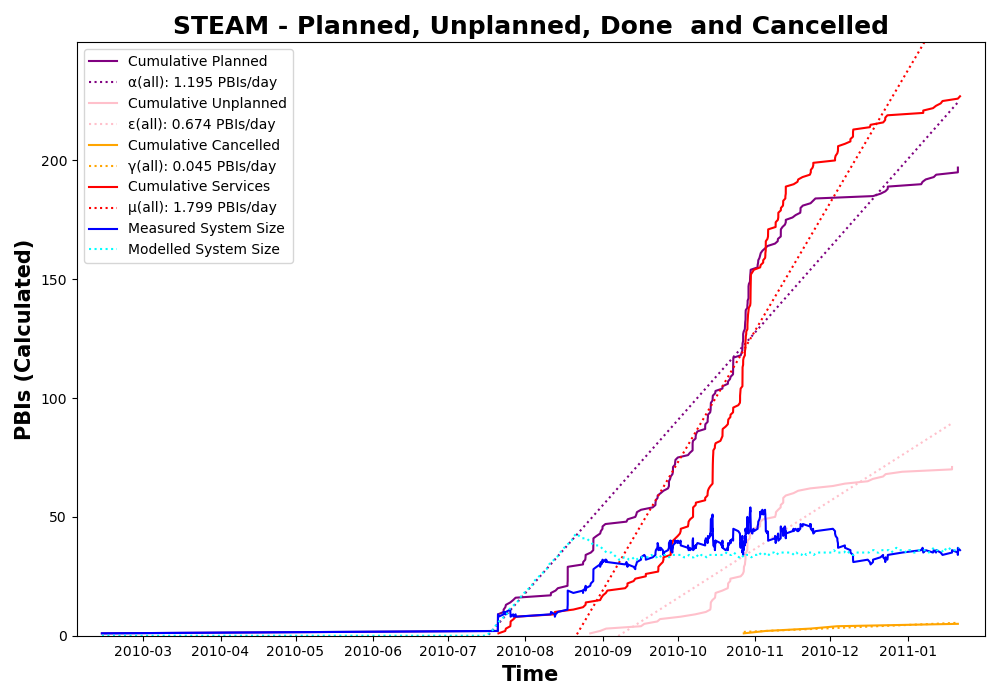 STEAM - Planned, Unplanned, Done  and Cancelled
Cumulative Planned
α(all): 1.195 PBIs/day
Cumulative Unplanned
ε(all): 0.674 PBIs/day
Cumulative Cancelled
γ(all): 0.045 PBIs/day
Cumulative Services
μ(all): 1.799 PBIs/day
Measured System Size
Modelled System Size
PBIs (Calculated)
200
150
100
50
0
2010-03 2010-04 2010-05 2010-06 2010-07 2010-08 2010-09 2010-10 2010-11 2010-12 2011-01
Time